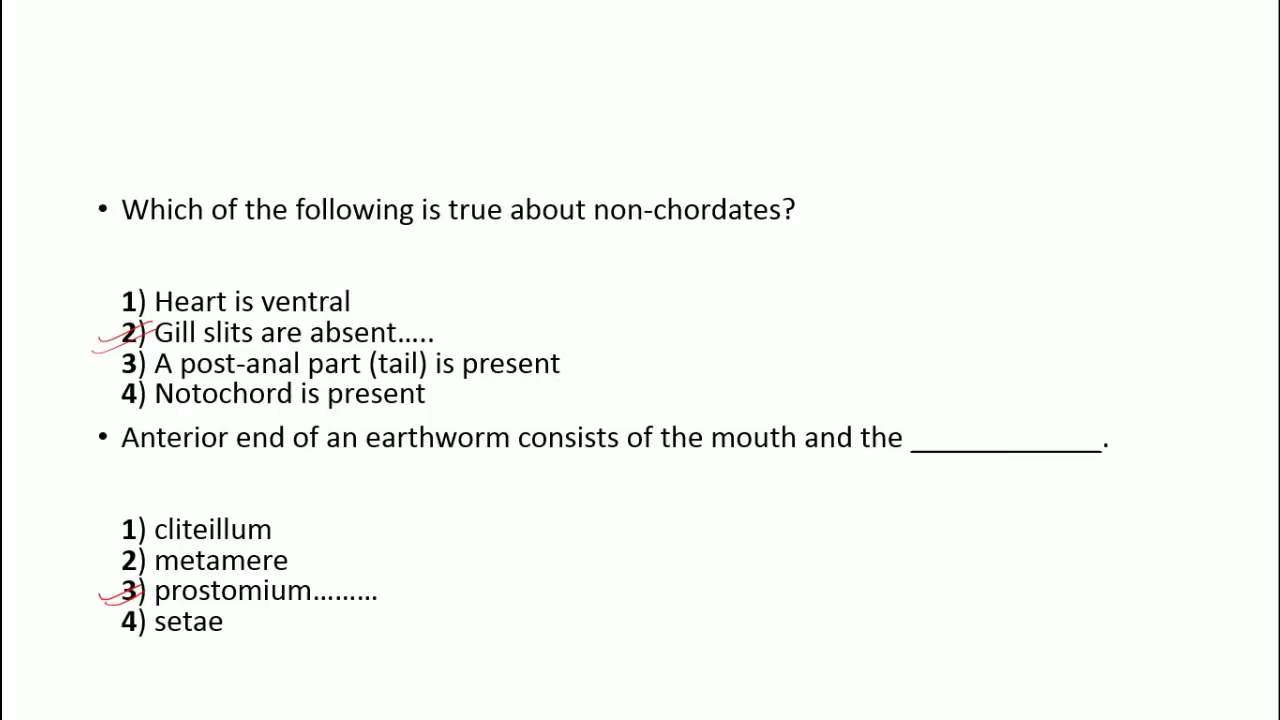 • Which of the following is true about non-chordates?
1) Heart is ventral
2) Gill slits are absent.....
3) A post-anal part (tail) is present
4) Notochord is present
• Anterior end of an earthworm consists of the mouth and the _____________.
1) cliteillum
2) metamere
3) prostomium.........
4) setae